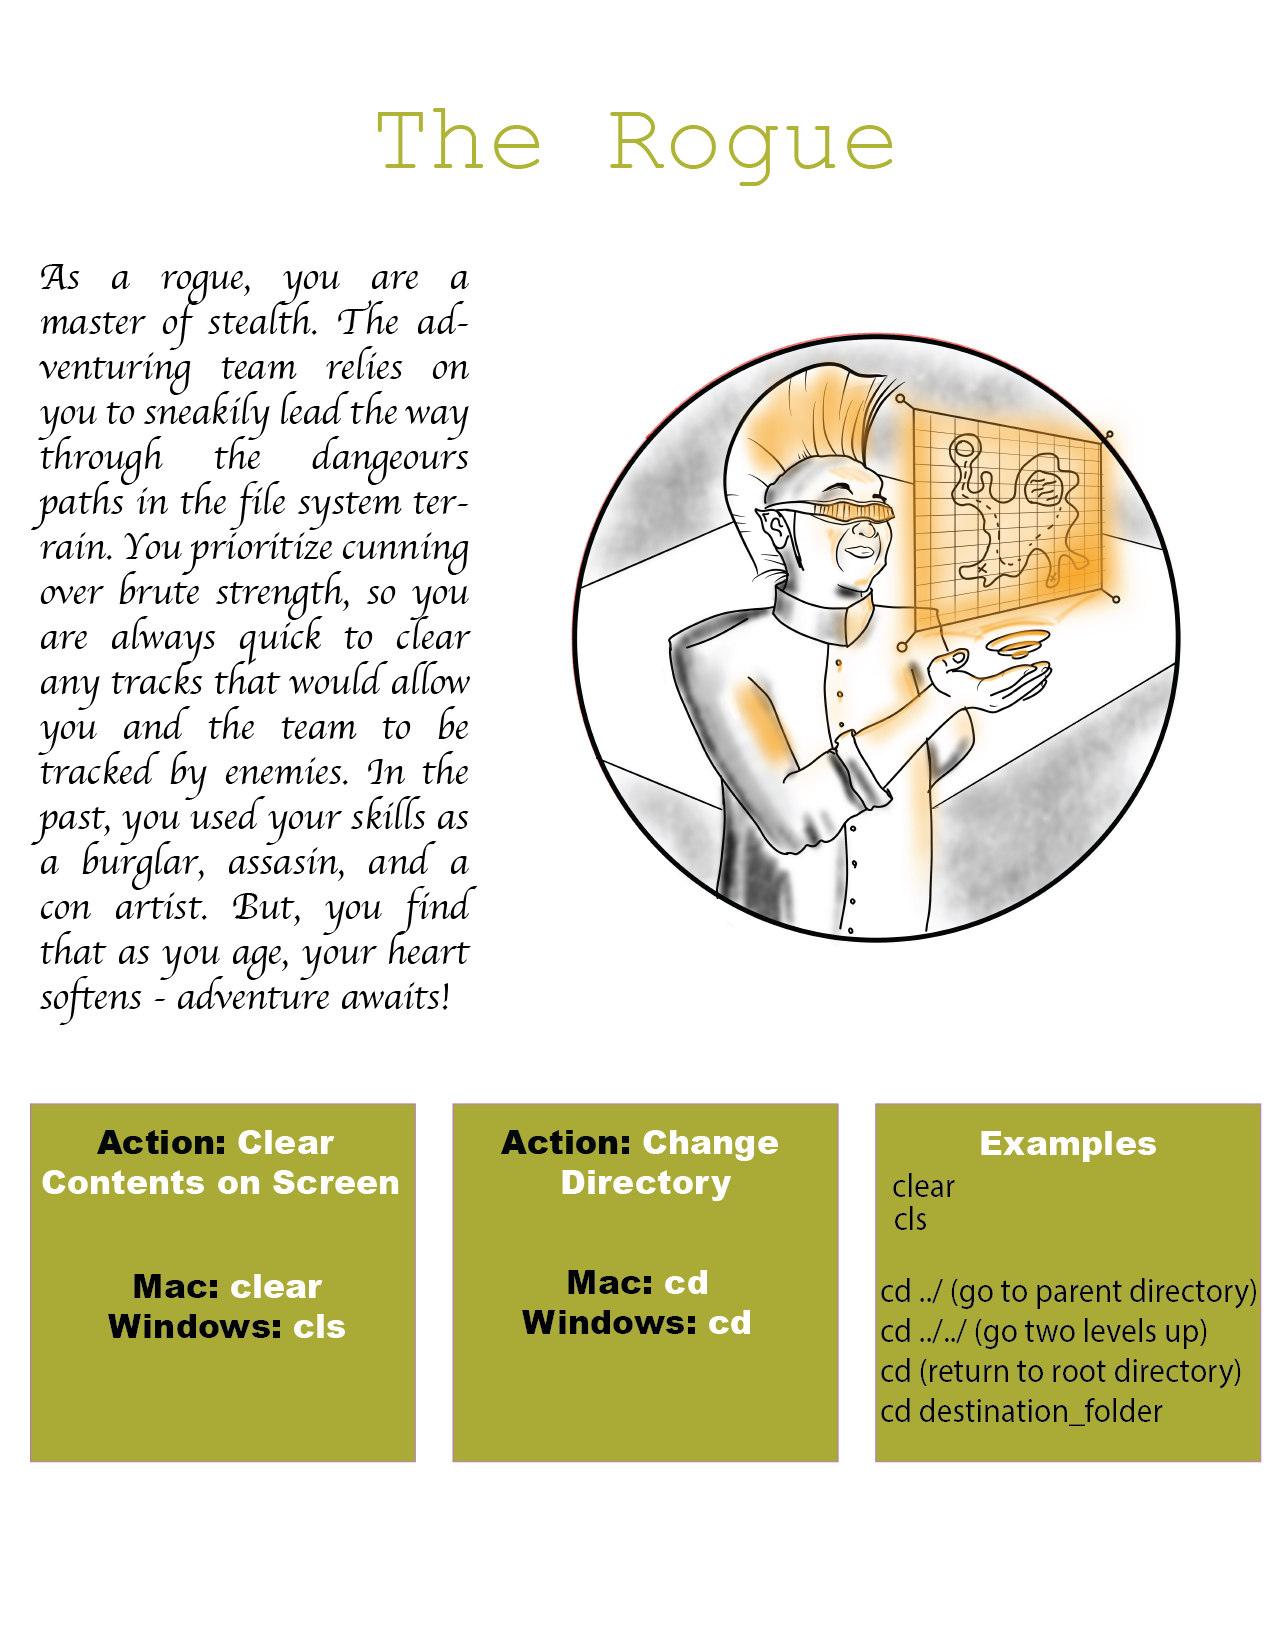 The Rogue
As a rogue, you are a
master of stealth. The ad-
venturing team relies on
you to sneakily lead the way
through the dangeours
paths in the file system ter-
rain. You prioritize cunning
over brute strength, so you
are always quick to clear
any tracks that would allow
you and the team to be
tracked by enemies. In the
past, you used your skills as
a burglar, assasin, and a
con artist. But, you find
that as you age, your heart
softens - adventure awaits!
Action: Clear
Contents on Screen
Mac: clear
Windows: cls
Action: Change
Directory
Mac: cd
Windows: cd
Examples
clear
cls
cd ../ (go to parent directory)
cd ../../ (go two levels up)
cd (return to root directory)
cd destination_folder